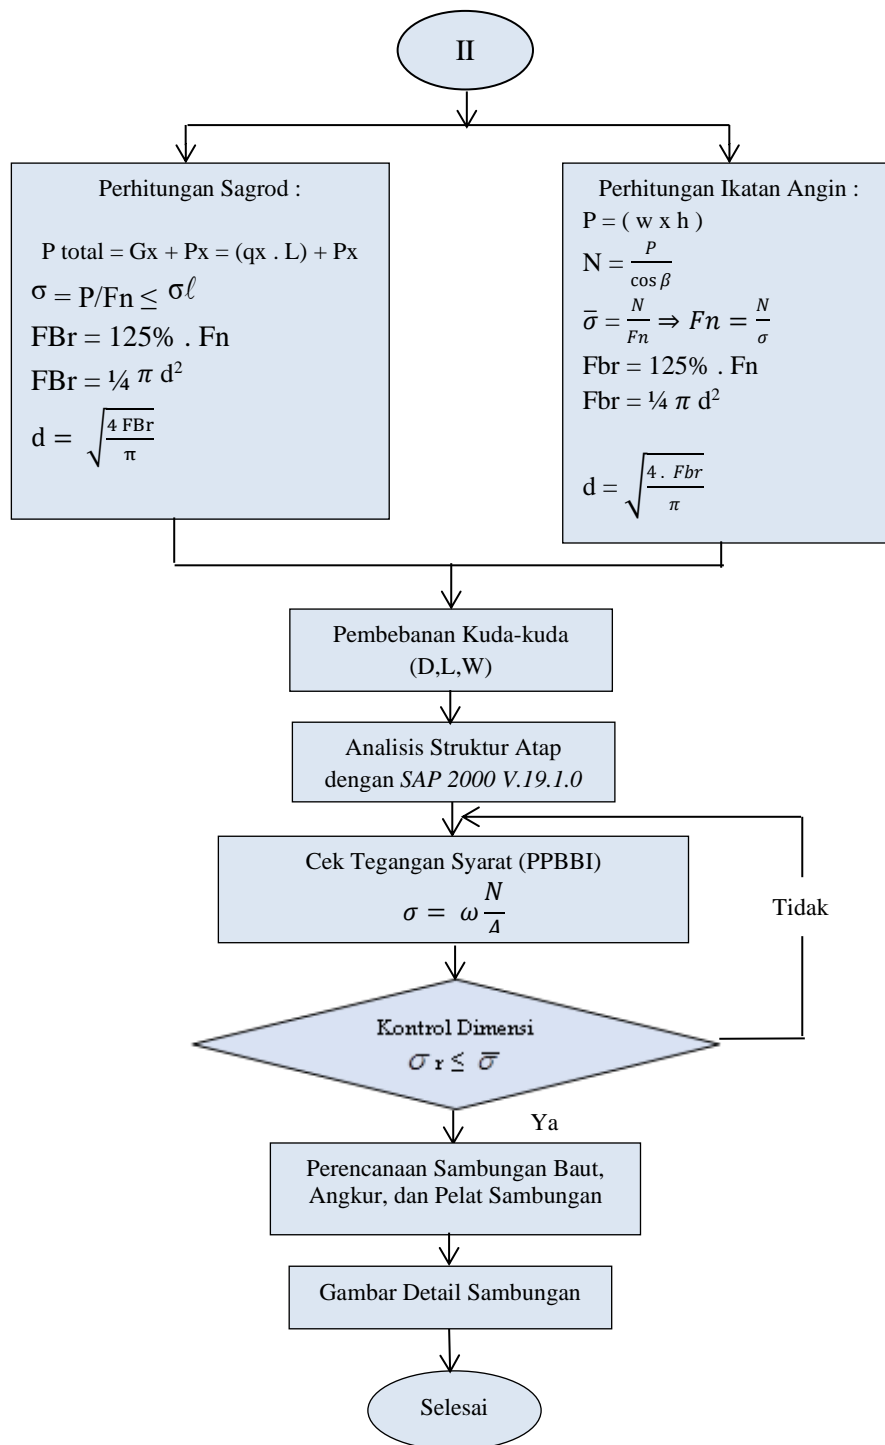 II
Perhitungan Sagrod :
P total = Gx + Px = (qx . L) + Px
σ = P/Fn ≤ σℓ
FBr = 125% . Fn
FBr = ¼ π d²
d = √(4 FBr / π)
Perhitungan Ikatan Angin :
P = ( w x h )
N = P / cos β
σ̅ = N/Fn ⇒ Fn = N/σ
Fbr = 125% . Fn
Fbr = ¼ π d²
d = √(4 . Fbr / π)
Pembebanan Kuda-kuda
(D,L,W)
Analisis Struktur Atap
dengan SAP 2000 V.19.1.0
Cek Tegangan Syarat (PPBBI)
σ = ω N/A
Tidak
Kontrol Dimensi
σ r ≤ σ̅
Ya
Perencanaan Sambungan Baut,
Angkur, dan Pelat Sambungan
Gambar Detail Sambungan
Selesai